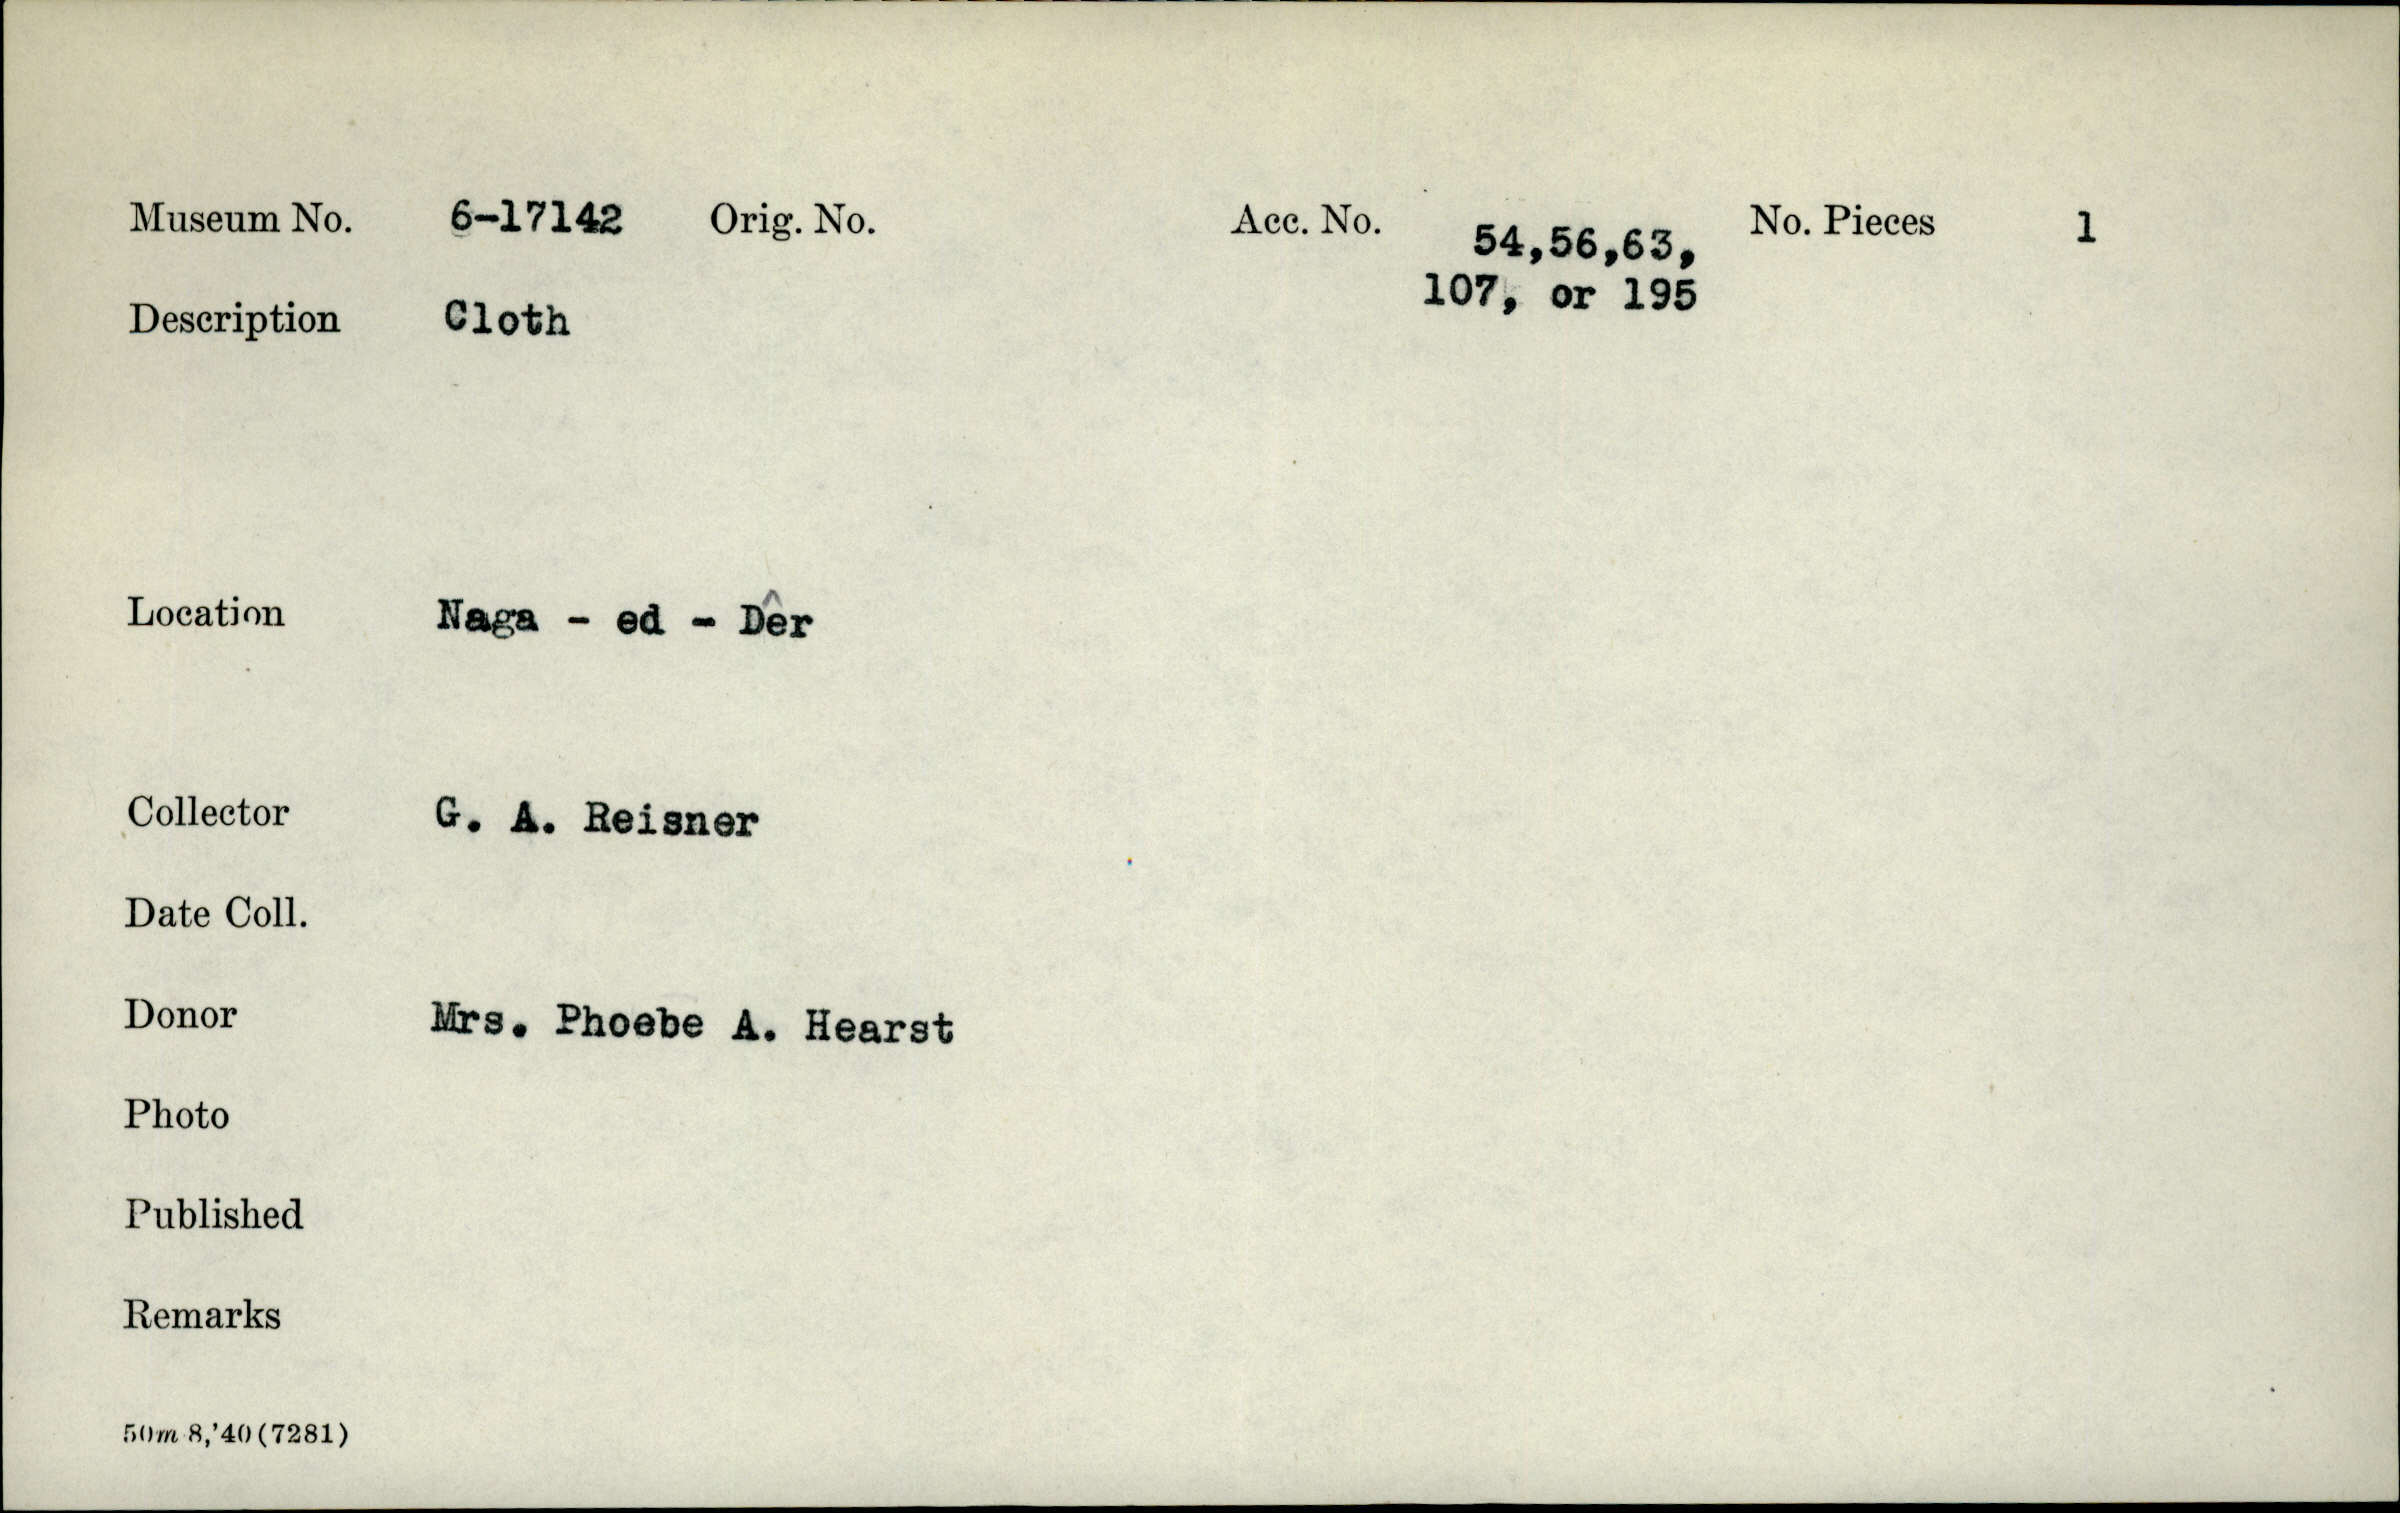 Museum No. 6-17142 Orig. No. Acc. No. 54,56,63, No. Pieces 1
107, or 195
Description Cloth
Location Naga - ed - Dêr
Collector G. A. Reisner
Date Coll.
Donor Mrs. Phoebe A. Hearst
Photo
Published
Remarks
50m 8,'40(7281)